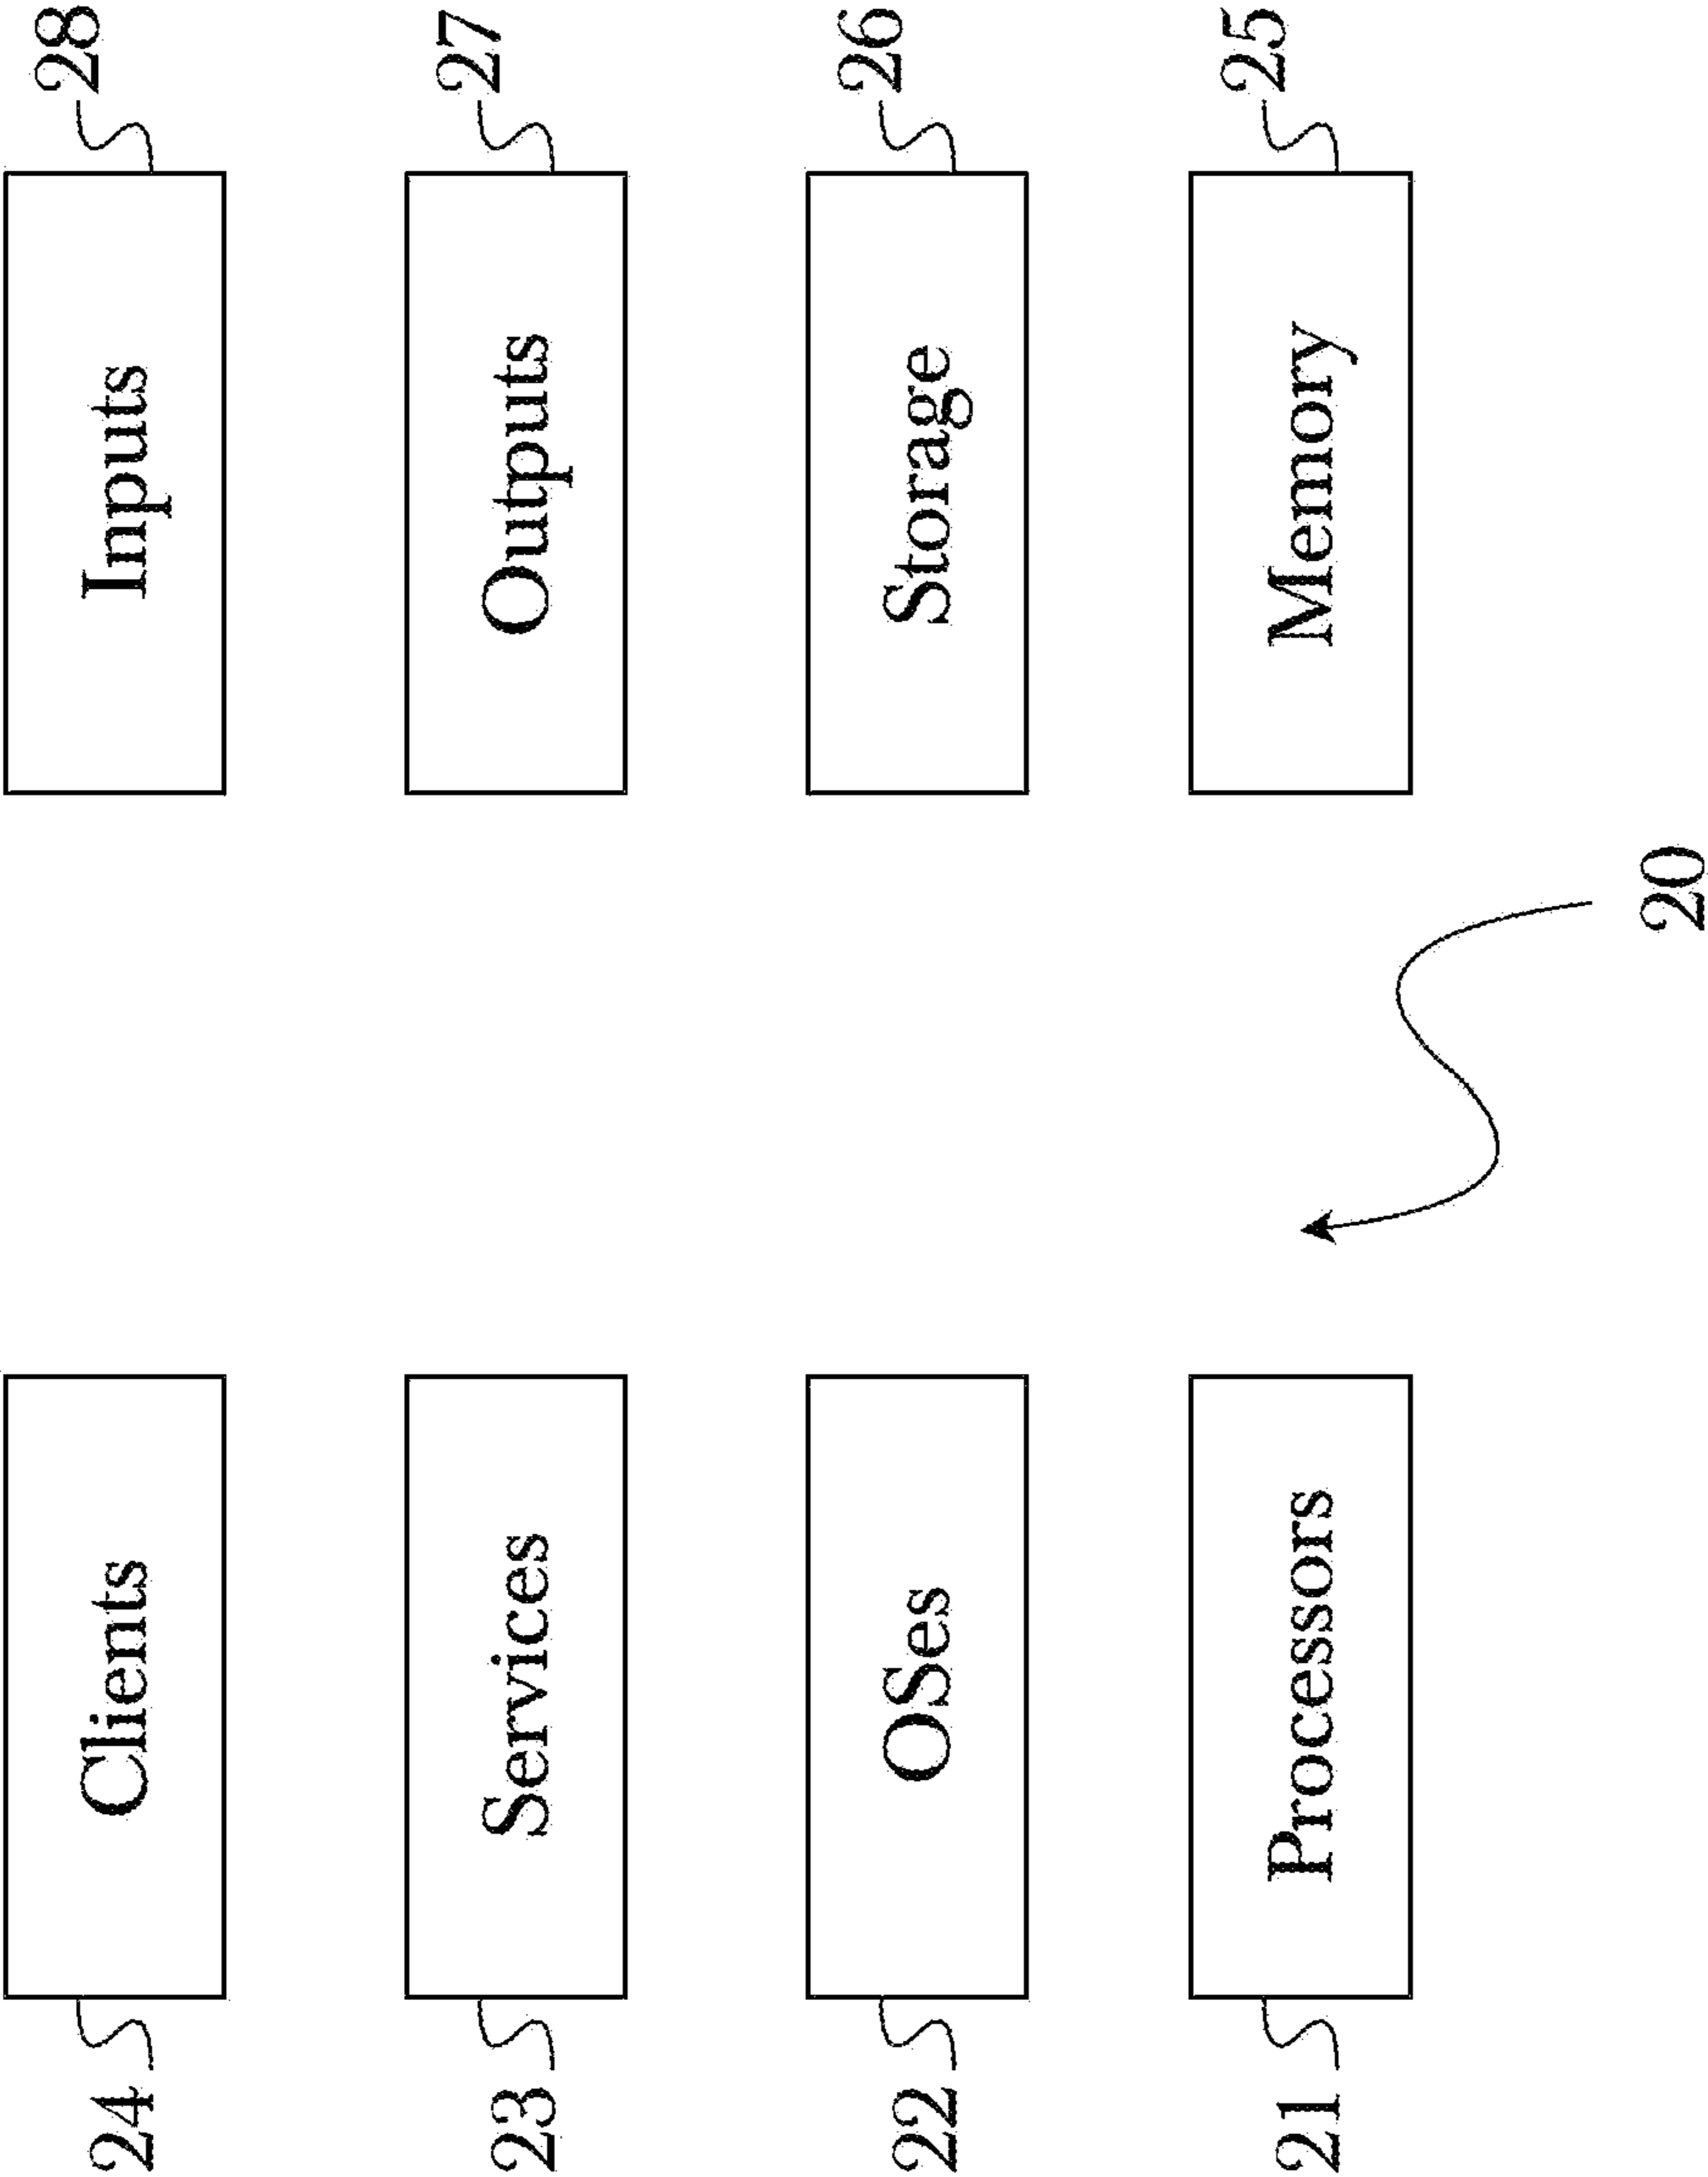 24 Clients Inputs 28
23 Services Outputs 27
22 OSes Storage 26
21 Processors Memory 25
20